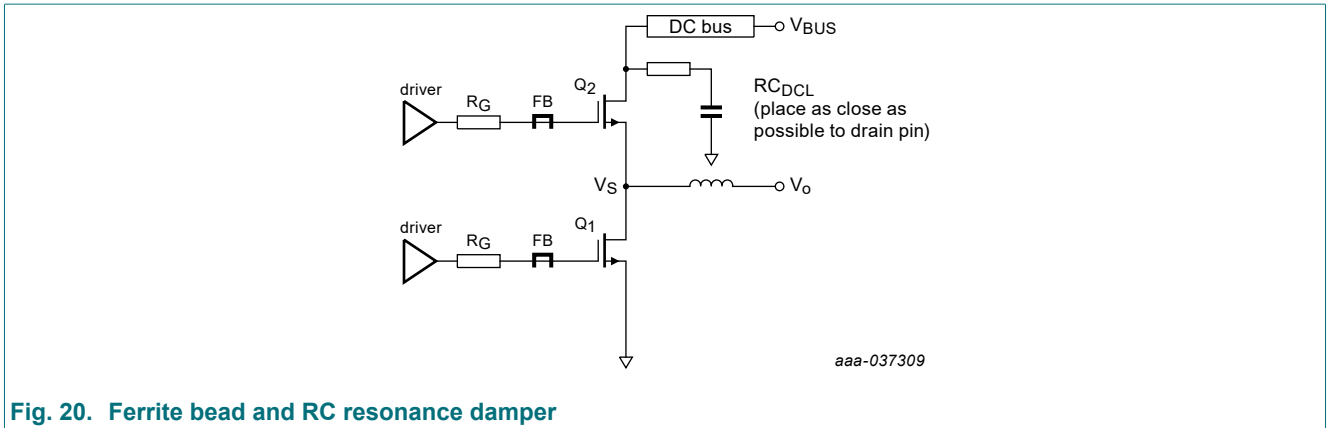 DC bus
VBUS
driver
RG
FB
Q2
RCDCL
(place as close as
possible to drain pin)
VS
Vo
driver
RG
FB
Q1
aaa-037309
Fig. 20. Ferrite bead and RC resonance damper